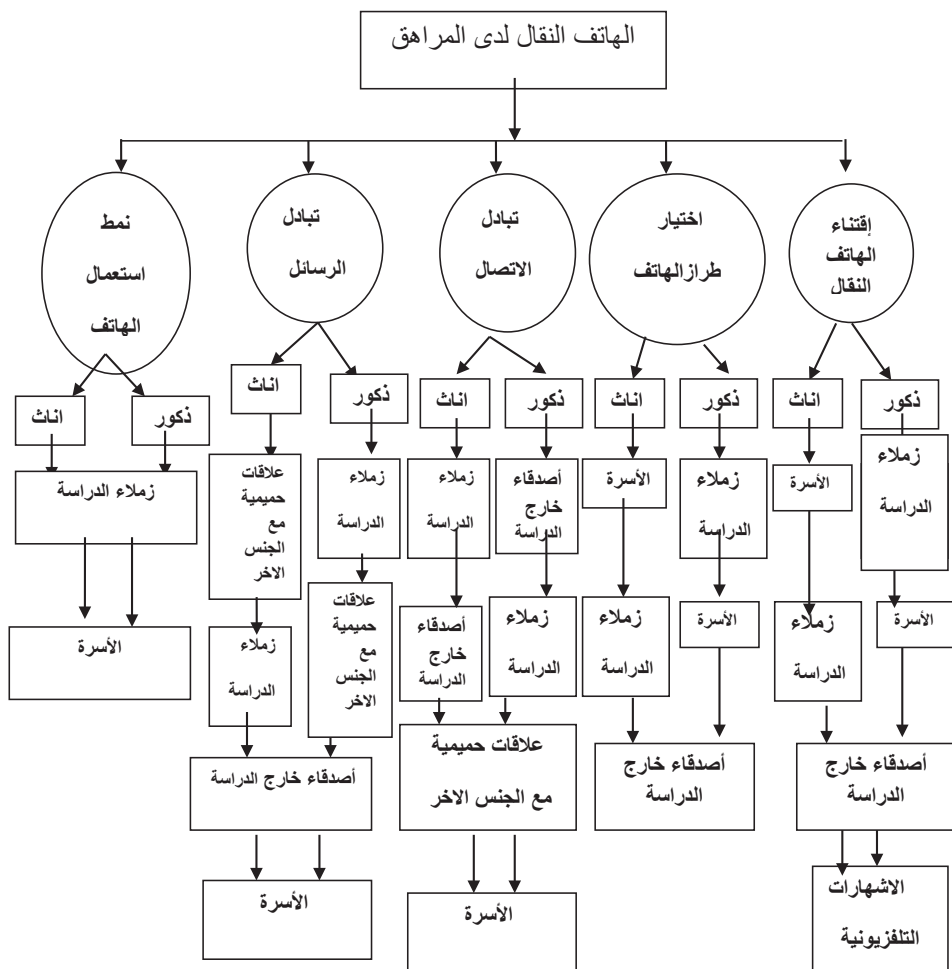 الهاتف النقال لدى المراهق
إقتناء
الهاتف
النقال
ذكور
زملاء
الدراسة
الأسرة
اناث
الأسرة
زملاء
الدراسة
أصدقاء خارج
الدراسة
الاشهارات
التلفزيونية
اختيار
طرازالهاتف
ذكور
زملاء
الدراسة
الأسرة
اناث
الأسرة
زملاء
الدراسة
أصدقاء خارج
الدراسة
تبادل
الاتصال
ذكور
أصدقاء
خارج
الدراسة
زملاء
الدراسة
اناث
زملاء
الدراسة
أصدقاء
خارج
الدراسة
علاقات حميمية
مع الجنس الاخر
الأسرة
تبادل
الرسائل
ذكور
زملاء
الدراسة
علاقات
حميمية
مع
الجنس
الاخر
اناث
علاقات
حميمية
مع
الجنس
الاخر
زملاء
الدراسة
أصدقاء خارج الدراسة
الأسرة
نمط
استعمال
الهاتف
ذكور
اناث
زملاء الدراسة
الأسرة